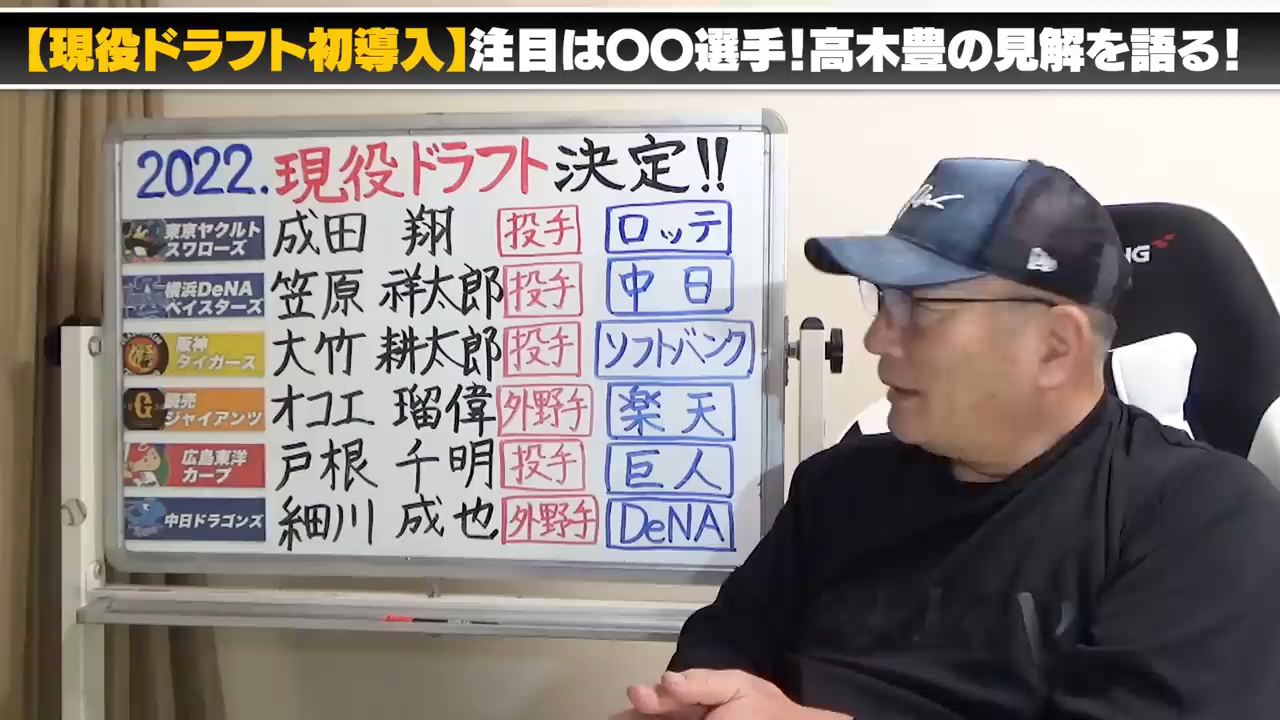 【現役ドラフト初導入】注目は〇〇選手!高木豊の見解を語る!
2022.現役ドラフト決定!!
東京ヤクルト
スワローズ
成田 翔 投手 ロッテ
横浜DeNA
ベイスターズ
笠原 祥太郎 投手 中日
阪神
タイガース
大竹 耕太郎 投手 ソフトバンク
読売
ジャイアンツ
オコエ 瑠偉 外野手 楽天
広島東洋
カープ
戸根 千明 投手 巨人
中日ドラゴンズ 細川 成也 外野手 DeNA